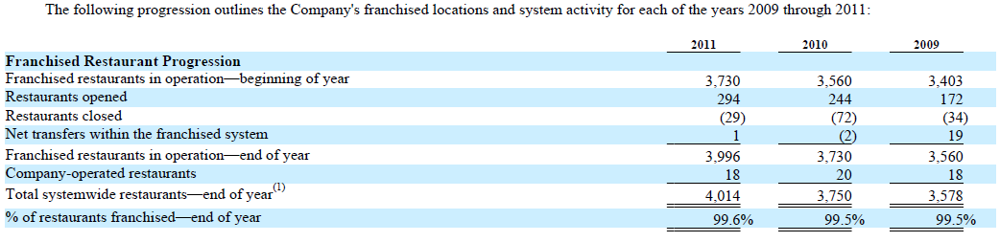 The following progression outlines the Company's franchised locations and system activity for each of the years 2009 through 2011:
2011 2010 2009
Franchised Restaurant Progression
Franchised restaurants in operation—beginning of year 3,730 3,560 3,403
Restaurants opened 294 244 172
Restaurants closed (29) (72) (34)
Net transfers within the franchised system 1 (2) 19
Franchised restaurants in operation—end of year 3,996 3,730 3,560
Company-operated restaurants 18 20 18
Total systemwide restaurants—end of year(1) 4,014 3,750 3,578
% of restaurants franchised—end of year 99.6% 99.5% 99.5%